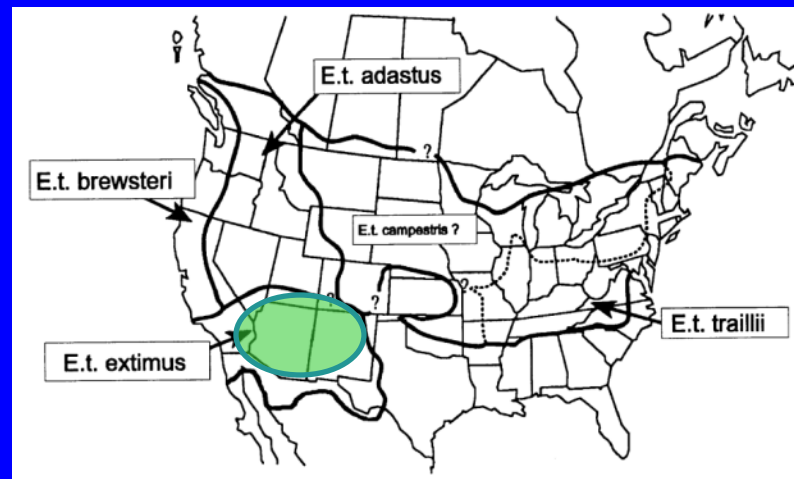 E.t. adastus
?
E.t. brewsteri
E.t. campestris ?
?
?
?
E.t. traillii
E.t. extimus